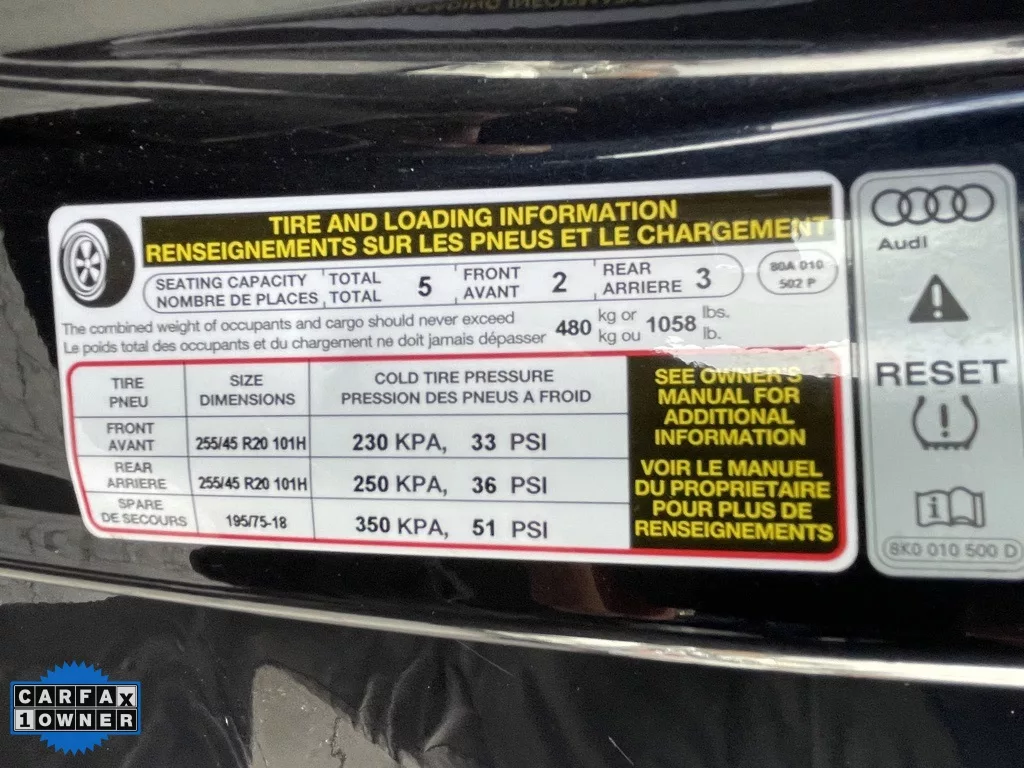 TIRE AND LOADING INFORMATION
RENSEIGNEMENTS SUR LES PNEUS ET LE CHARGEMENT
SEATING CAPACITY TOTAL 5 FRONT 2 REAR 3
NOMBRE DE PLACES TOTAL AVANT ARRIERE
80A 010
502 P
The combined weight of occupants and cargo should never exceed 480 kg or 1058 lbs.
Le poids total des occupants et du chargement ne doit jamais dépasser kg ou lb.
TIRE SIZE COLD TIRE PRESSURE
PNEU DIMENSIONS PRESSION DES PNEUS A FROID
FRONT
AVANT 255/45 R20 101H 230 KPA, 33 PSI
REAR
ARRIERE 255/45 R20 101H 250 KPA, 36 PSI
SPARE
DE SECOURS 195/75-18 350 KPA, 51 PSI
SEE OWNER'S
MANUAL FOR
ADDITIONAL
INFORMATION
VOIR LE MANUEL
DU PROPRIETAIRE
POUR PLUS DE
RENSEIGNEMENTS
Audi
RESET
8K0 010 500 D
CARFAX
1 OWNER